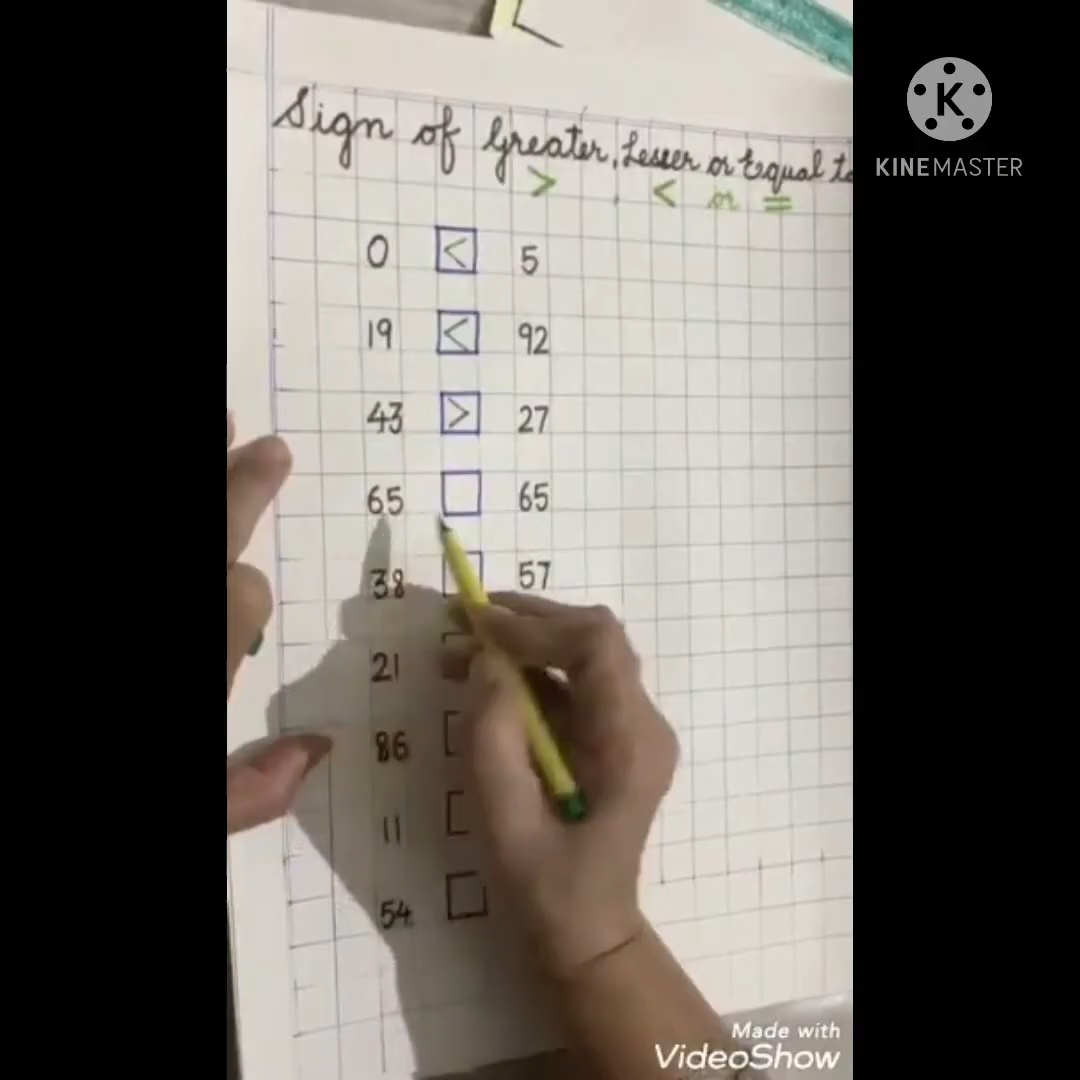 Sign of Greater, Lesser or Equal to
> , < or =
0 < 5
19 < 92
43 > 27
65 65
38 57
21
86
11
54
K
KINEMASTER
Made with
VideoShow